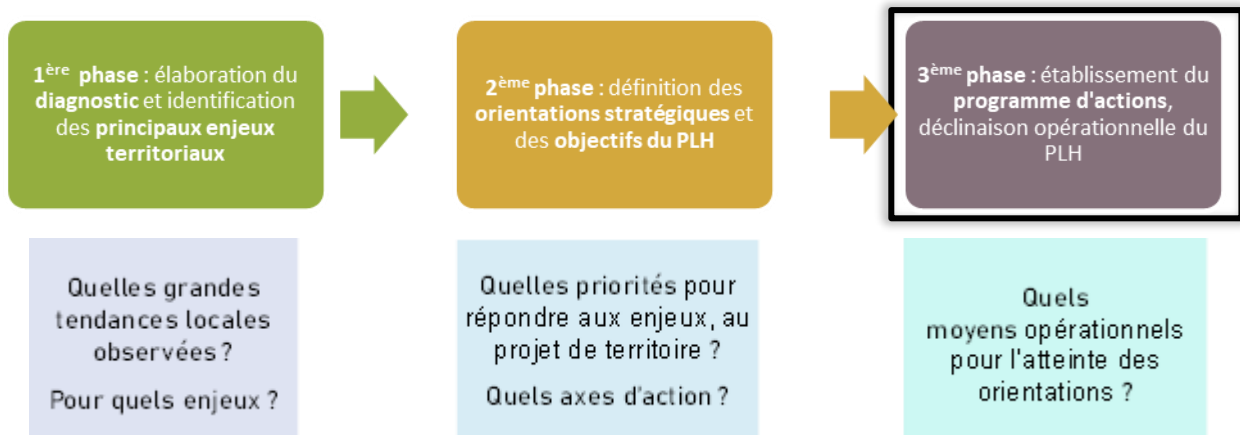 1ère phase : élaboration du
diagnostic et identification
des principaux enjeux
territoriaux
2ème phase : définition des
orientations stratégiques et
des objectifs du PLH
3ème phase : établissement du
programme d'actions,
déclinaison opérationnelle du
PLH
Quelles grandes
tendances locales
observées ?
Pour quels enjeux ?
Quelles priorités pour
répondre aux enjeux, au
projet de territoire ?
Quels axes d'action ?
Quels
moyens opérationnels
pour l'atteinte des
orientations ?